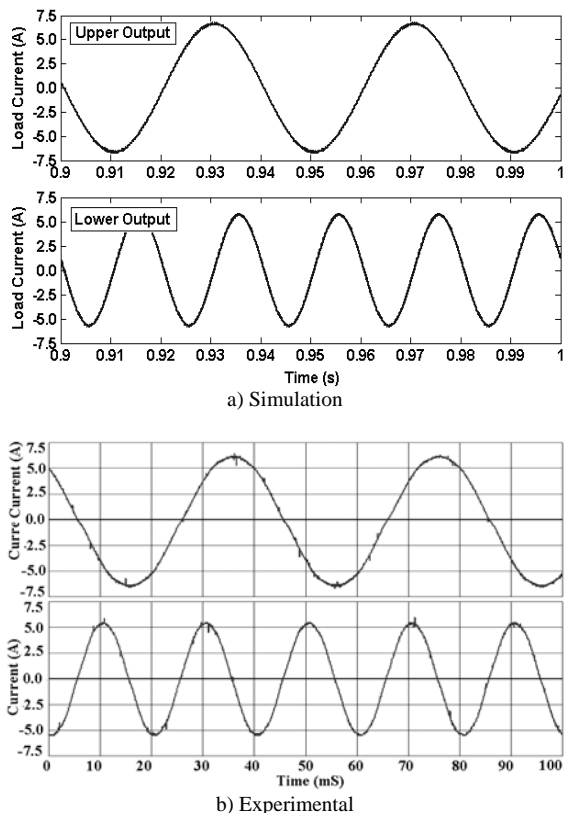 Upper Output
Load Current (A)
7.5
5.0
2.5
0.0
-2.5
-5.0
-7.5
0.9 0.91 0.92 0.93 0.94 0.95 0.96 0.97 0.98 0.99 1
Lower Output
Load Current (A)
7.5
5.0
2.5
0.0
-2.5
-5.0
-7.5
0.9 0.91 0.92 0.93 0.94 0.95 0.96 0.97 0.98 0.99 1
Time (s)
a) Simulation
Curre Current (A)
7.5
5.0
2.5
0.0
-2.5
-5.0
-7.5
Current (A)
7.5
5.0
2.5
0.0
-2.5
-5.0
-7.5
0 10 20 30 40 50 60 70 80 90 100
Time (mS)
b) Experimental